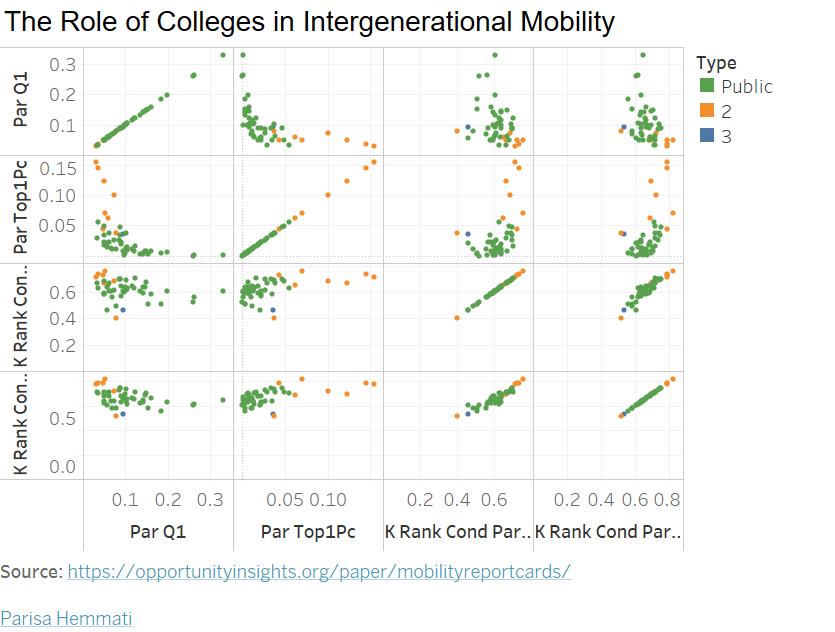 The Role of Colleges in Intergenerational Mobility
Type
Public
2
3
Par Q1
0.3
0.2
0.1
Par Top1Pc
0.15
0.10
0.05
K Rank Con..
0.6
0.4
0.2
K Rank Con..
0.5
0.0
0.1 0.2 0.3 0.05 0.10 0.2 0.4 0.6 0.2 0.4 0.6 0.8
Par Q1 Par Top1Pc K Rank Cond Par.. K Rank Cond Par..
Source: https://opportunityinsights.org/paper/mobilityreportcards/
Parisa Hemmati